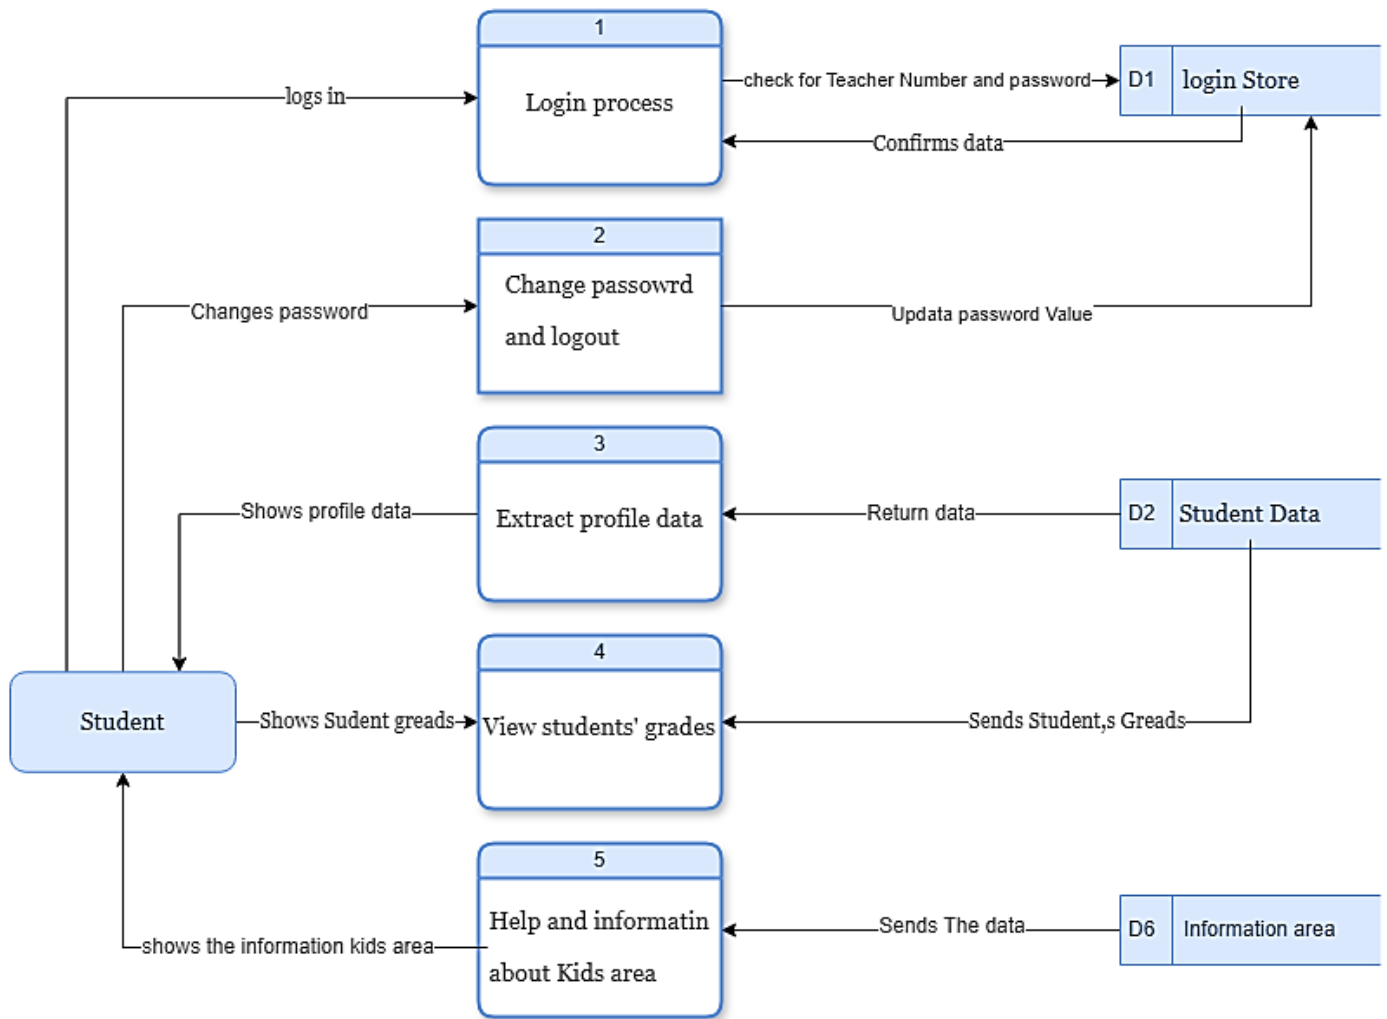 1
Login process
logs in
check for Teacher Number and password
D1
login Store
Confirms data
2
Change passowrd
and logout
Changes password
Updata password Value
3
Extract profile data
Shows profile data
Return data
D2
Student Data
4
View students' grades
Student
Shows Sudent greads
Sends Student,s Greads
5
Help and informatin
about Kids area
shows the information kids area
Sends The data
D6
Information area